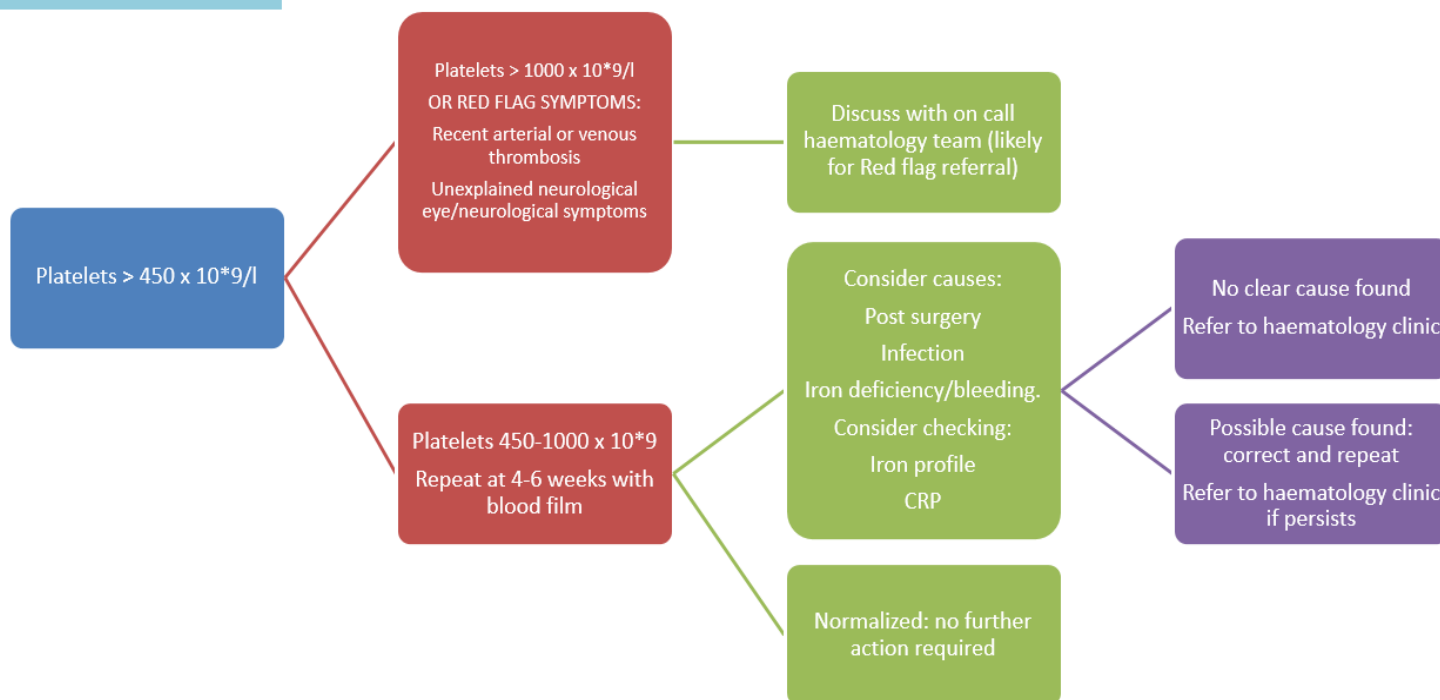 Platelets > 450 x 10*9/l
Platelets > 1000 x 10*9/l
OR RED FLAG SYMPTOMS:
Recent arterial or venous
thrombosis
Unexplained neurological
eye/neurological symptoms
Discuss with on call
haematology team (likely
for Red flag referral)
Platelets 450-1000 x 10*9
Repeat at 4-6 weeks with
blood film
Consider causes:
Post surgery
Infection
Iron deficiency/bleeding.
Consider checking:
Iron profile
CRP
Normalized: no further
action required
No clear cause found
Refer to haematology clinic
Possible cause found:
correct and repeat
Refer to haematology clinic
if persists